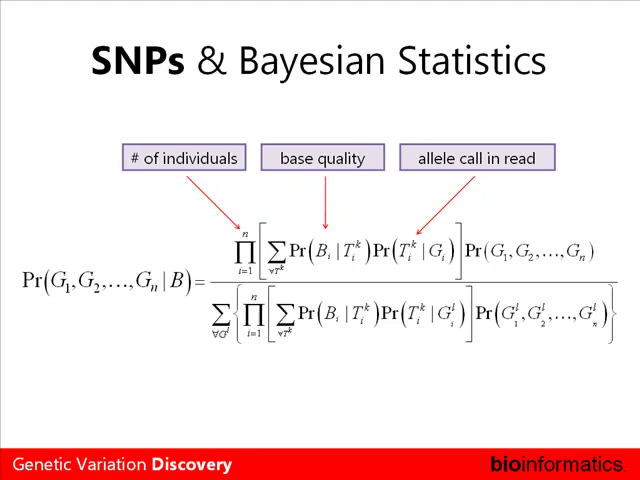 SNPs & Bayesian Statistics
# of individuals base quality allele call in read
Pr(G₁,G₂,…,Gₙ | B) = ∏ᵢ₌₁ⁿ [∑_∀Tᵏ Pr(Bᵢ | Tᵢᵏ) Pr(Tᵢᵏ | Gᵢ)] Pr(G₁,G₂,…,Gₙ)
∑_∀Gˡ {∏ᵢ₌₁ⁿ [∑_∀Tᵏ Pr(Bᵢ | Tᵢᵏ) Pr(Tᵢᵏ | Gᵢˡ)] Pr(G₁ˡ,G₂ˡ,…,Gₙˡ)}
Genetic Variation Discovery bioinformatics.